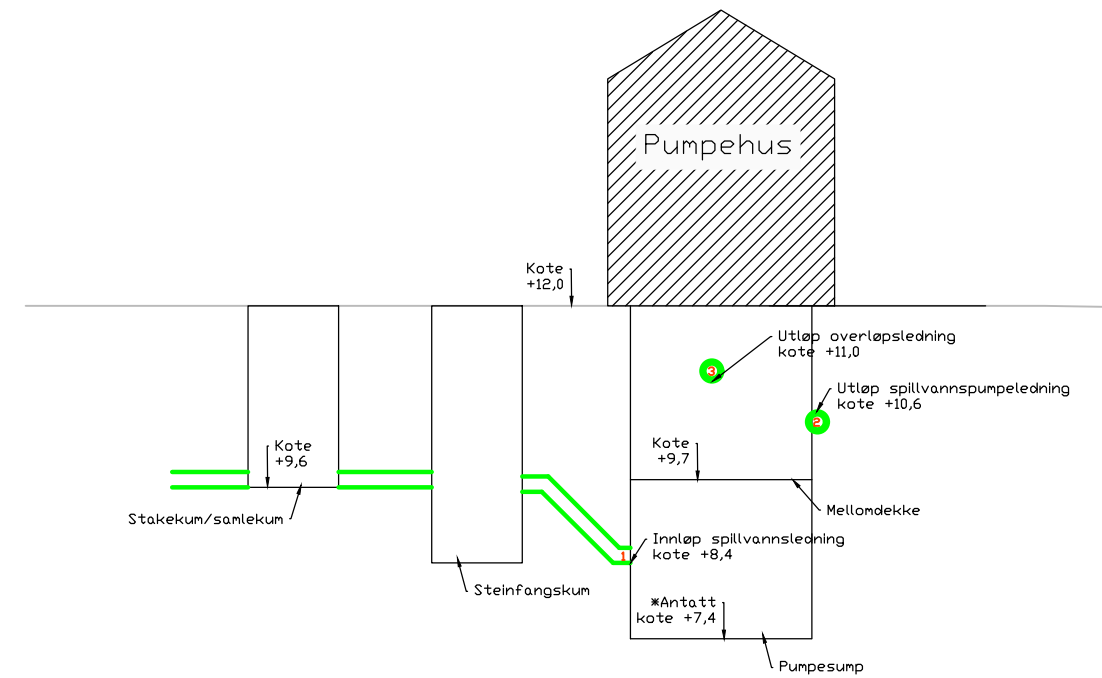 Pumpehus
Kote
+12,0
Utløp overløpsledning
kote +11,0
3
Utløp spillvannspumpeledning
kote +10,6
2
Kote
+9,6
Kote
+9,7
Stakekum/samlekum
Mellomdekke
Innløp spillvannsledning
kote +8,4
1
Steinfangskum
*Antatt
kote +7,4
Pumpesump